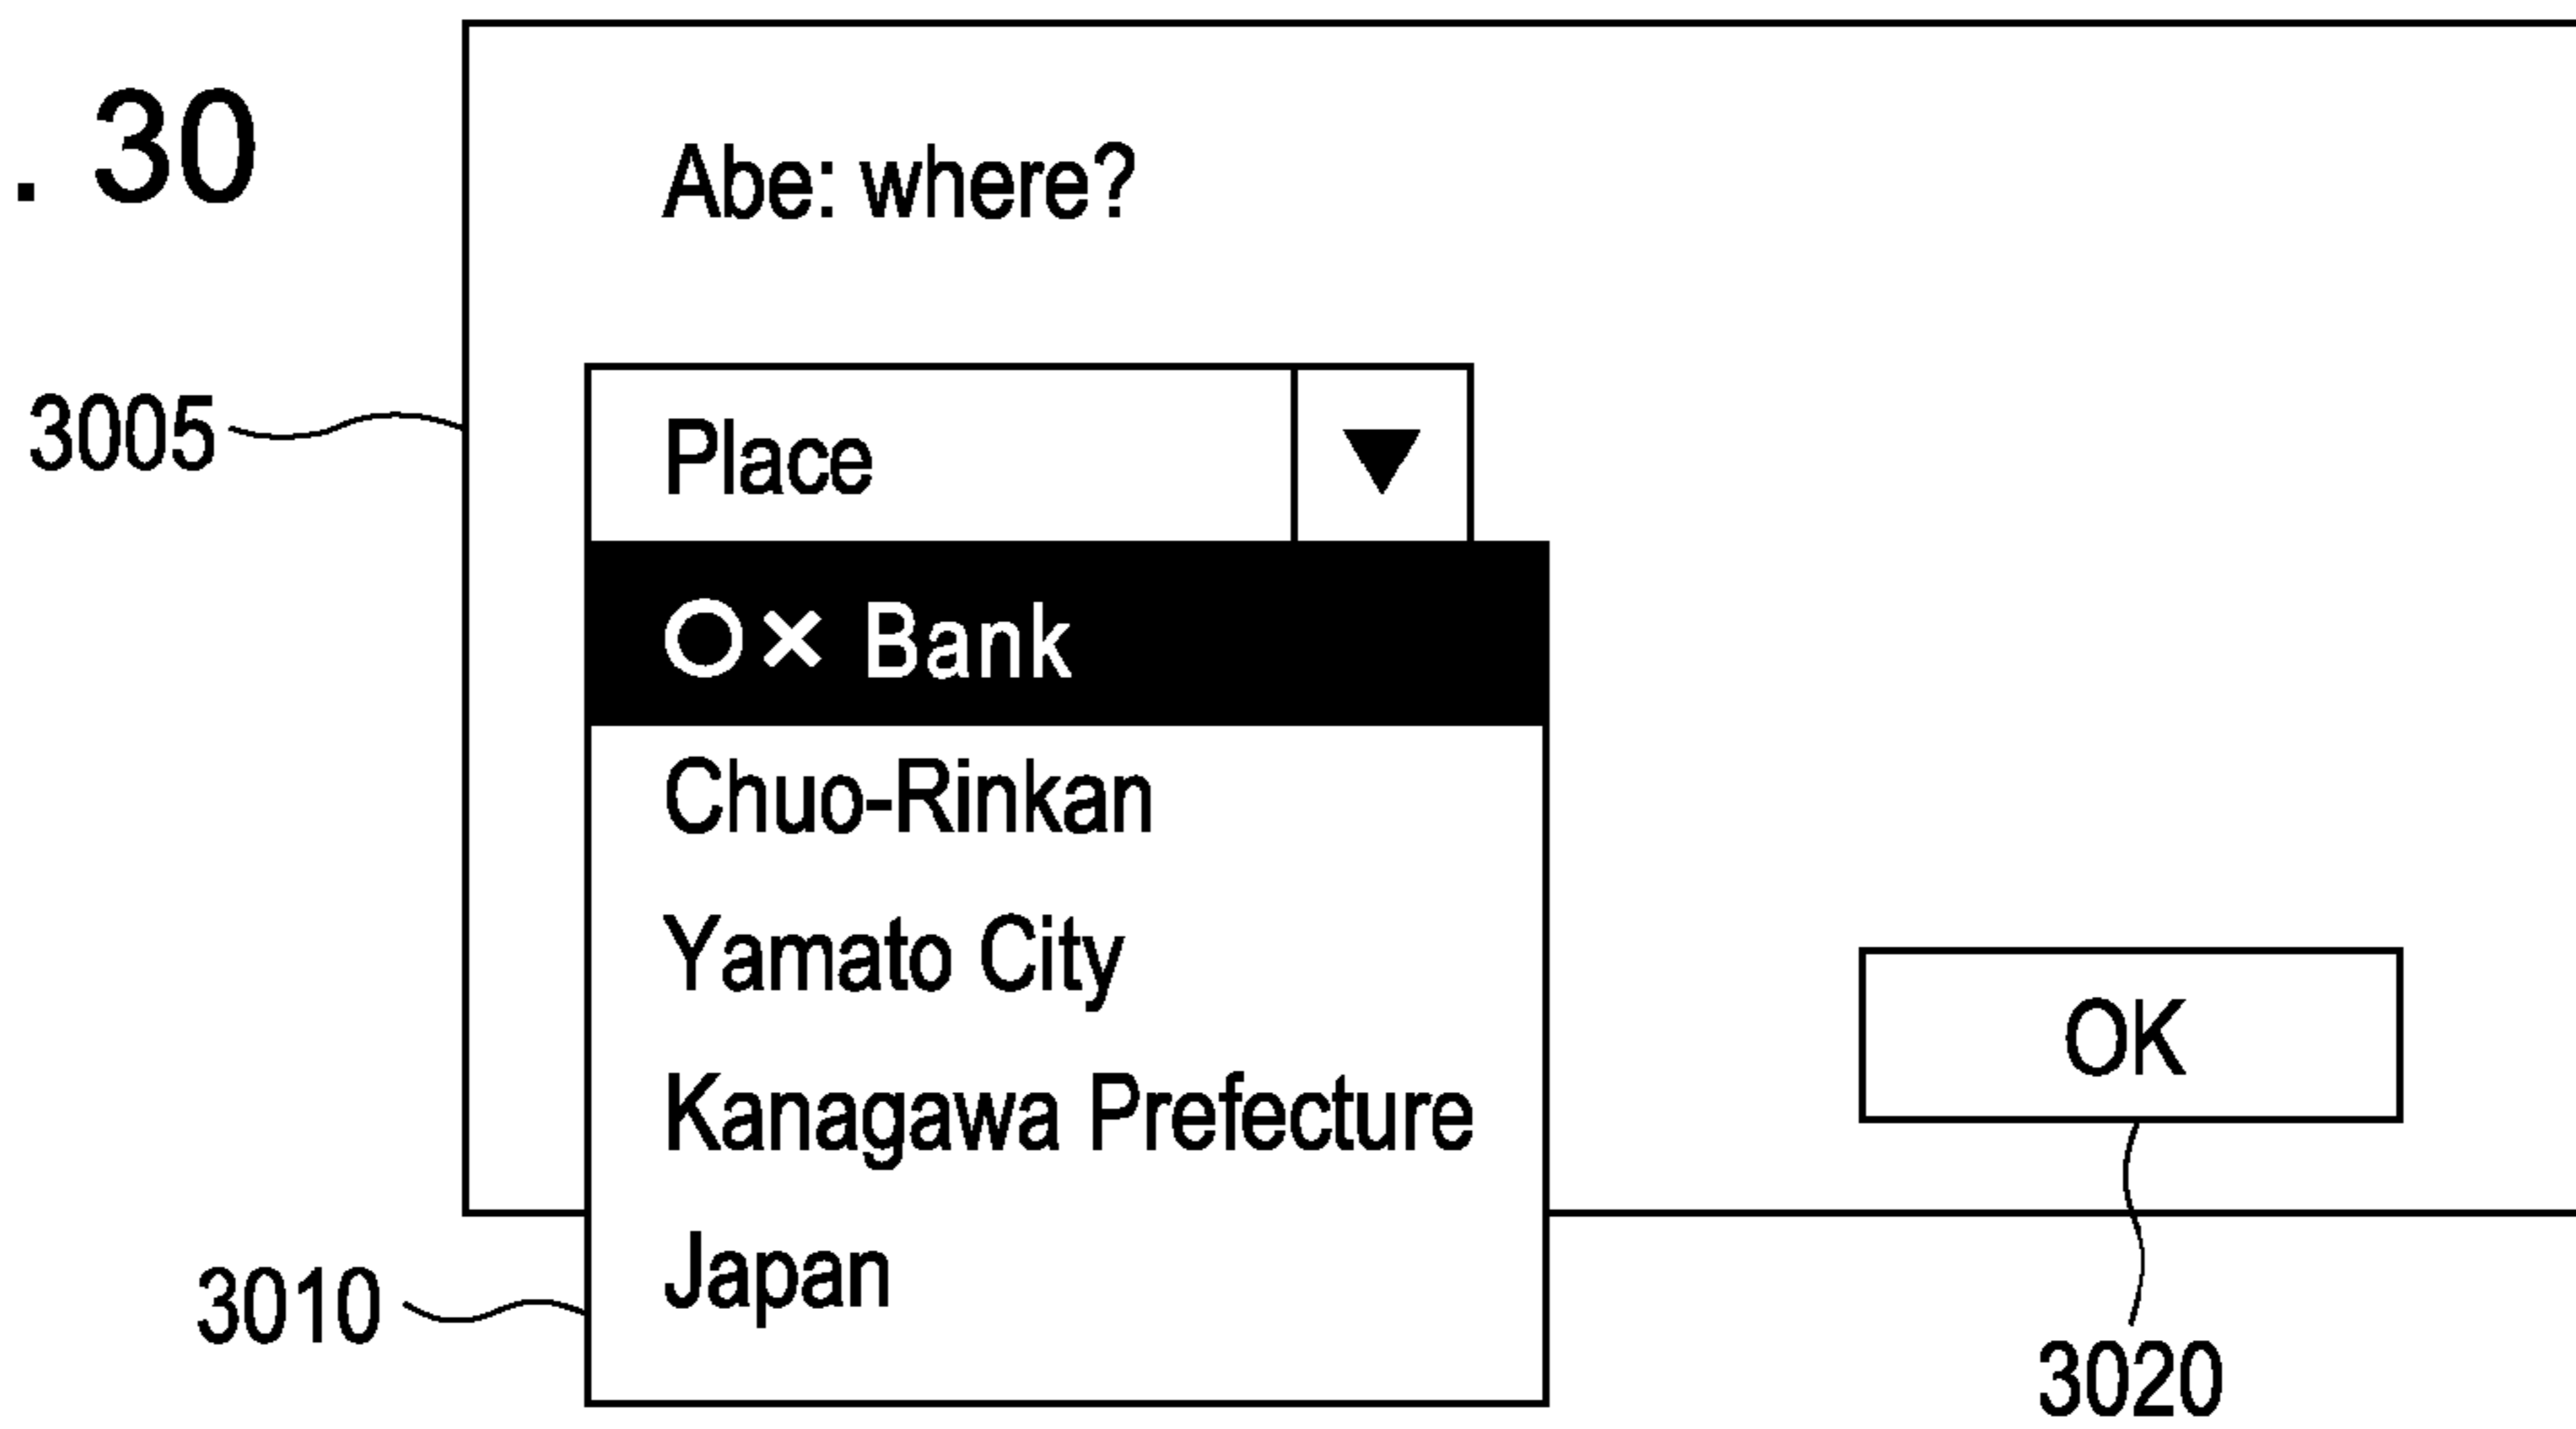 . 30
Abe: where?
3005
Place
▼
○× Bank
Chuo-Rinkan
Yamato City
Kanagawa Prefecture
Japan
OK
3010
3020